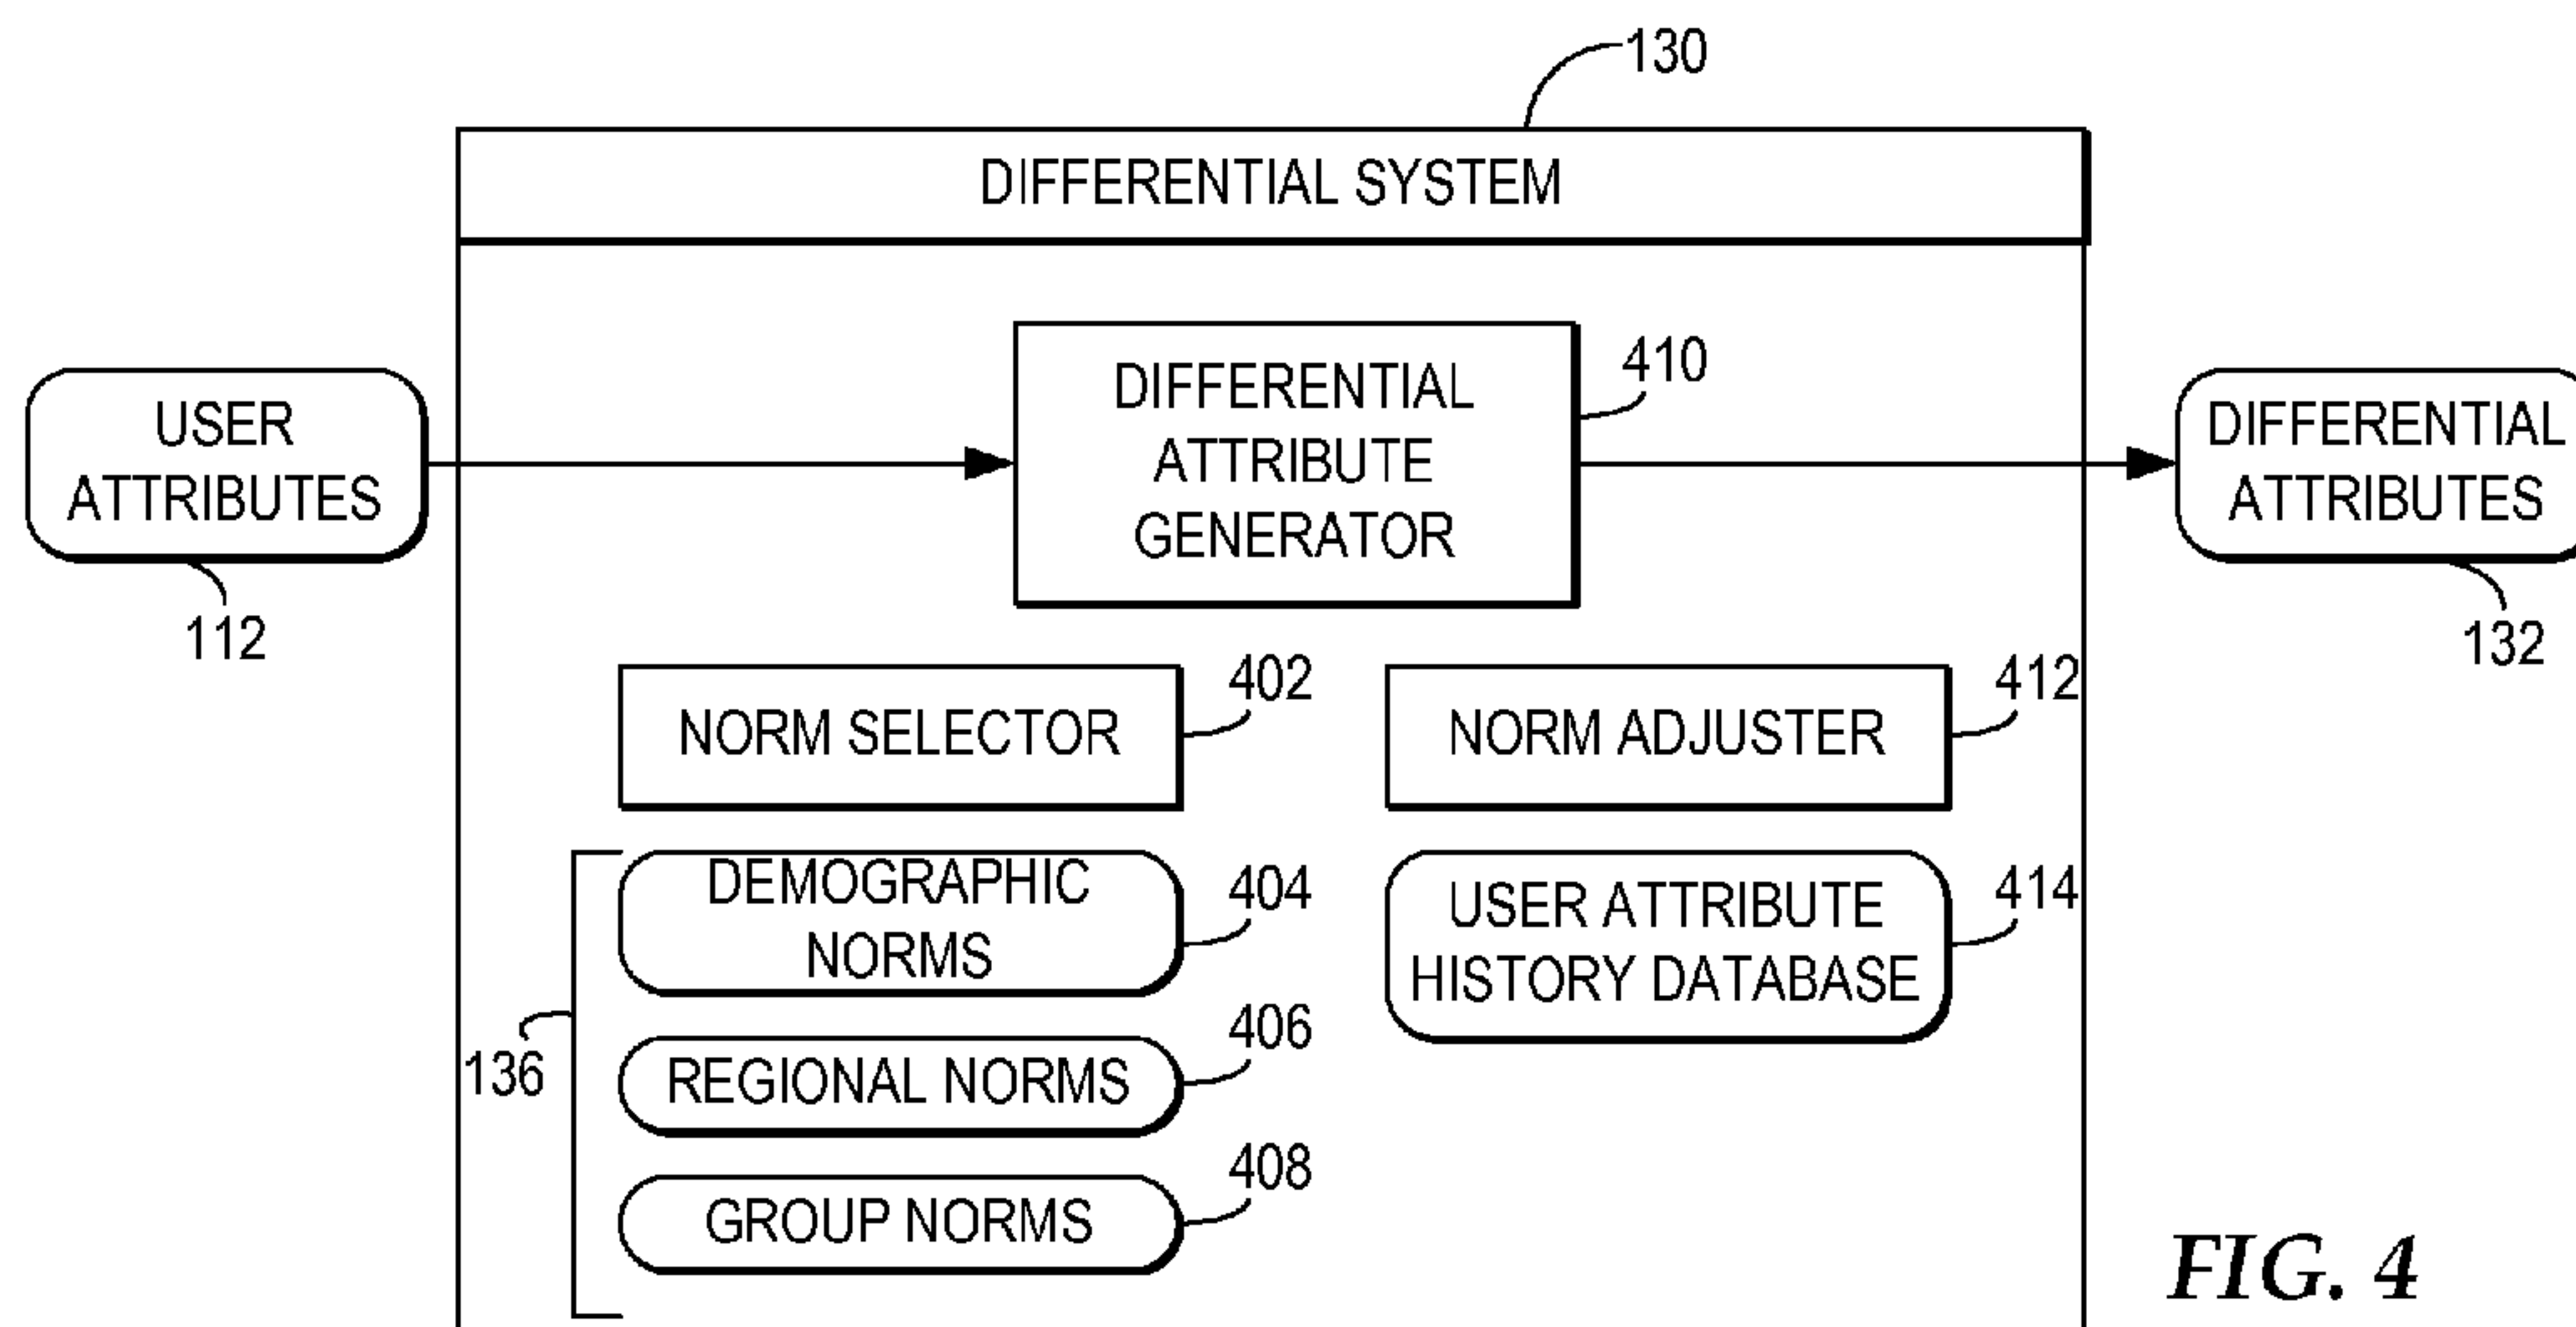 130
DIFFERENTIAL SYSTEM
USER
ATTRIBUTES
112
DIFFERENTIAL
ATTRIBUTE
GENERATOR
410
DIFFERENTIAL
ATTRIBUTES
132
NORM SELECTOR
402
NORM ADJUSTER
412
136
DEMOGRAPHIC
NORMS
404
USER ATTRIBUTE
HISTORY DATABASE
414
REGIONAL NORMS
406
GROUP NORMS
408
FIG. 4